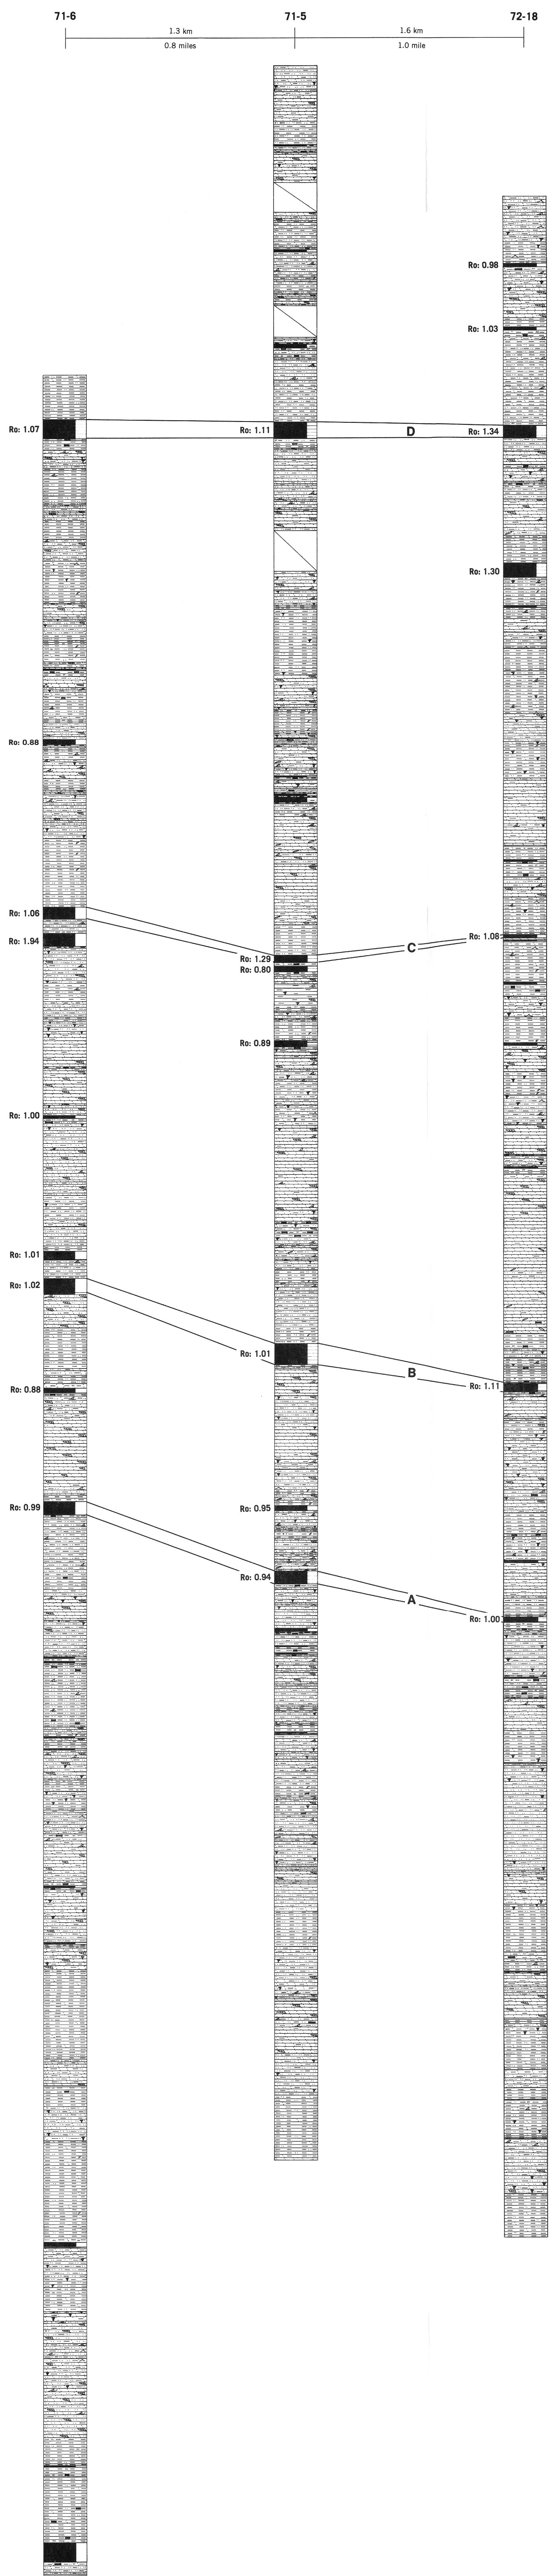 71-6 71-5 72-18
1.3 km 1.6 km
0.8 miles 1.0 mile
Ro: 0.98
Ro: 1.03
Ro: 1.07 Ro: 1.11 D Ro: 1.34
Ro: 1.30
Ro: 0.88
Ro: 1.06
Ro: 1.08
Ro: 1.94
C
Ro: 1.29
Ro: 0.80
Ro: 0.89
Ro: 1.00
Ro: 1.01
Ro: 1.02
Ro: 1.01
B
Ro: 1.11
Ro: 0.88
Ro: 0.99 Ro: 0.95
Ro: 0.94
A
Ro: 1.00